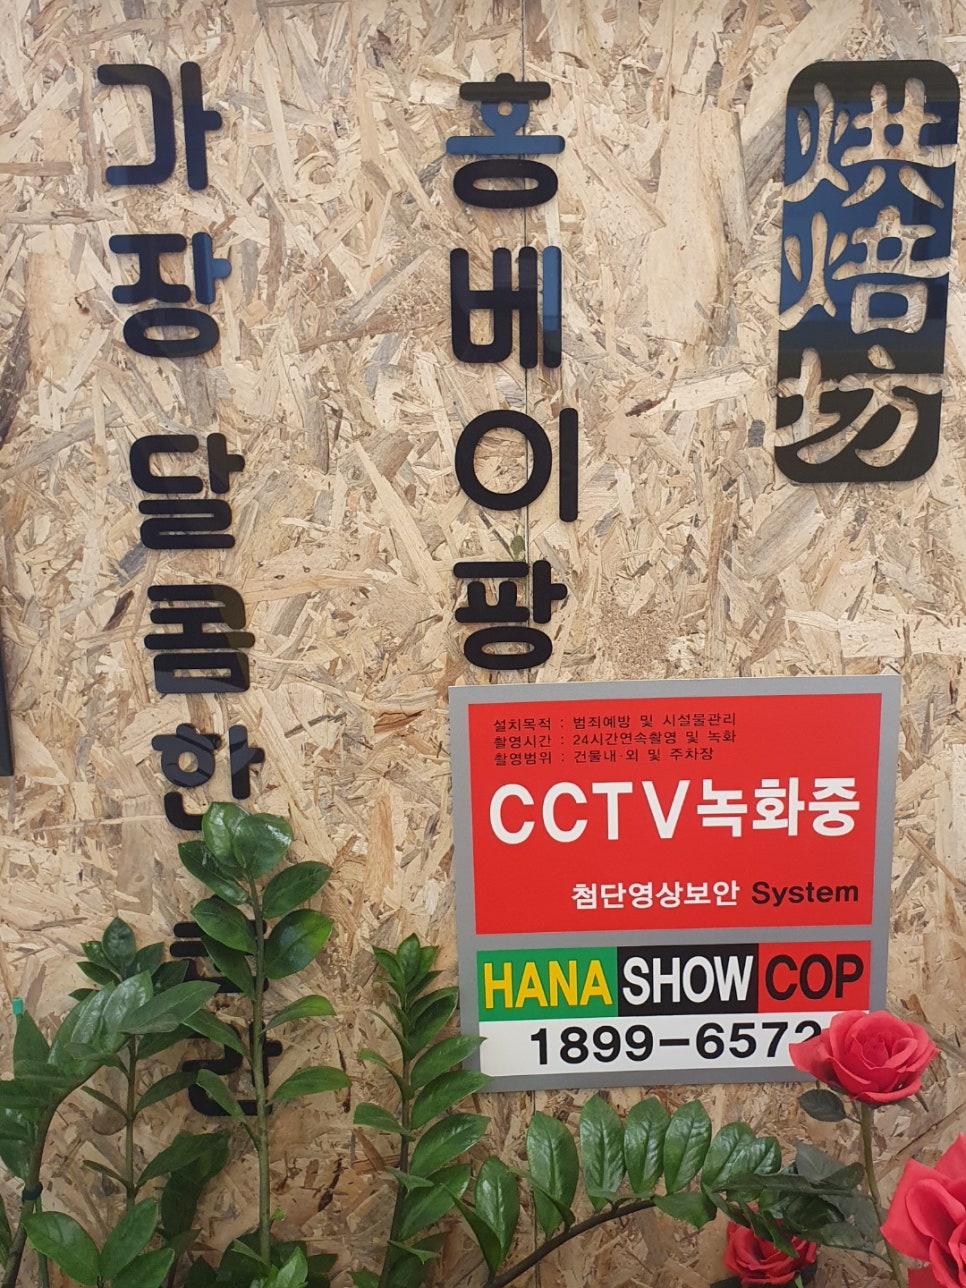 烘焙坊
홍베이팡
가장 달콤한
설치목적 : 범죄예방 및 시설물관리
촬영시간 : 24시간연속촬영 및 녹화
촬영범위 : 건물내·외 및 주차장
CCTV녹화중
첨단영상보안 System
HANA SHOW COP
1899-6572